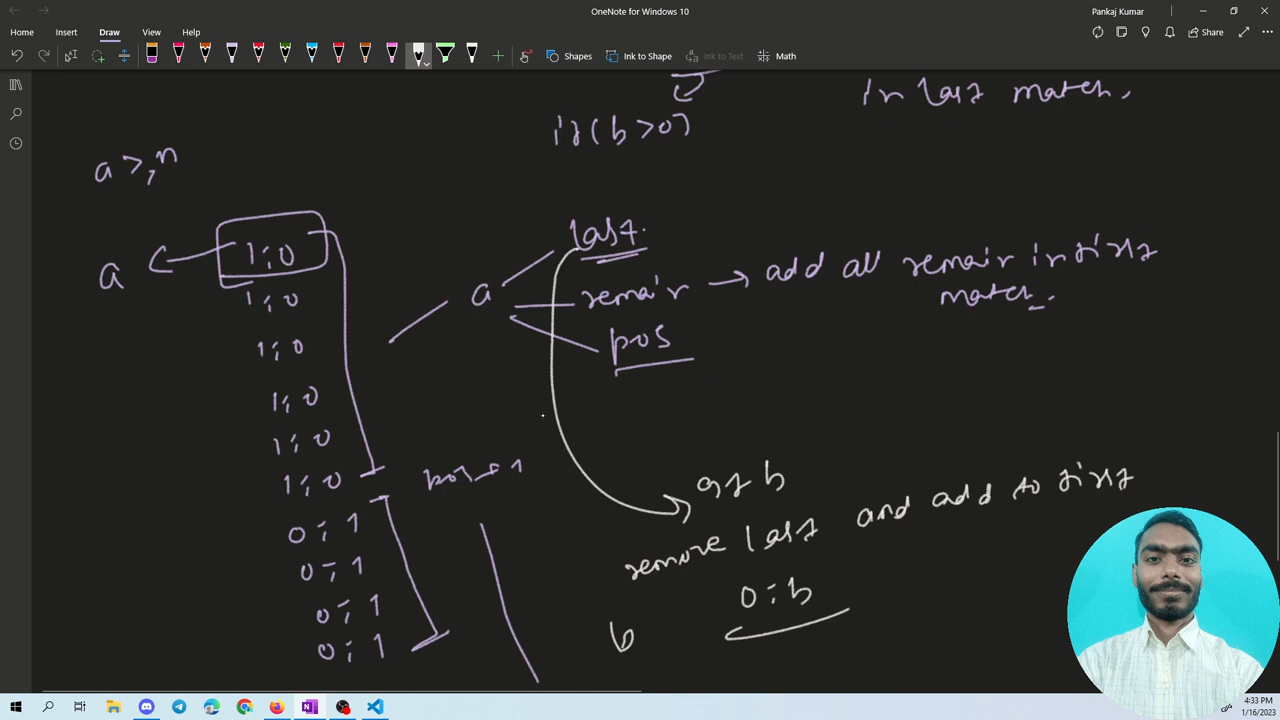 OneNote for Windows 10
Pankaj Kumar
Home Insert Draw View Help
Share
Shapes Ink to Shape Ink to Text Math
in last match.
if(b>0)
a >, n
last.
a 1:0
1:0
a
remain → add all remain in first
match.
1:0
pos
1:0
1:0
1:0
0:1
remove last and add to first
0:1
0:b
0:1
b
0:1
4:33 PM
1/16/2023